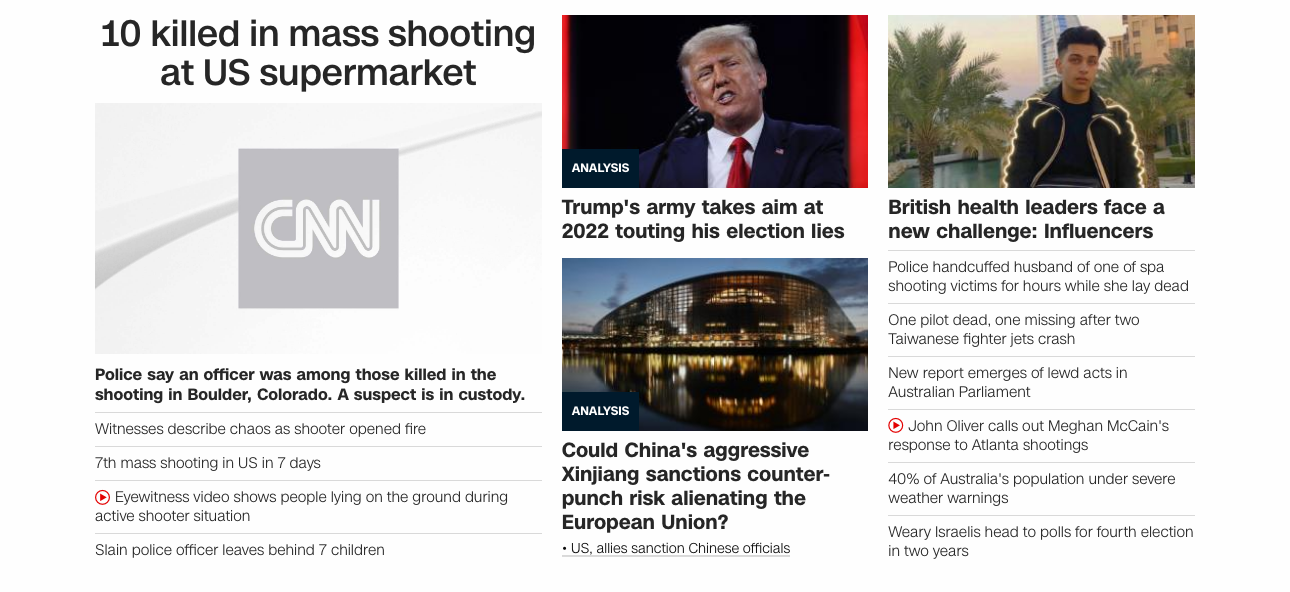 10 killed in mass shooting
at US supermarket
CNN
Police say an officer was among those killed in the
shooting in Boulder, Colorado. A suspect is in custody.
Witnesses describe chaos as shooter opened fire
7th mass shooting in US in 7 days
Eyewitness video shows people lying on the ground during
active shooter situation
Slain police officer leaves behind 7 children
ANALYSIS
Trump's army takes aim at
2022 touting his election lies
ANALYSIS
Could China's aggressive
Xinjiang sanctions counter-
punch risk alienating the
European Union?
• US, allies sanction Chinese officials
British health leaders face a
new challenge: Influencers
Police handcuffed husband of one of spa
shooting victims for hours while she lay dead
One pilot dead, one missing after two
Taiwanese fighter jets crash
New report emerges of lewd acts in
Australian Parliament
John Oliver calls out Meghan McCain's
response to Atlanta shootings
40% of Australia's population under severe
weather warnings
Weary Israelis head to polls for fourth election
in two years